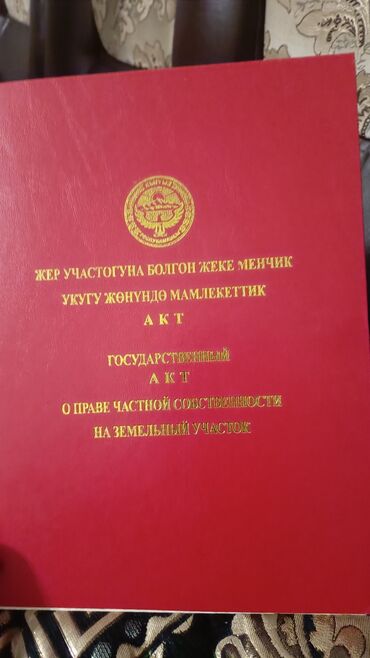 ЖЕР УЧАСТОГУНА БОЛГОН ЖЕКЕ МЕНЧИК
УКУГУ ЖӨНҮНДӨ МАМЛЕКЕТТИК
А К Т
ГОСУДАРСТВЕННЫЙ
А К Т
О ПРАВЕ ЧАСТНОЙ СОБСТВЕННОСТИ
НА ЗЕМЕЛЬНЫЙ УЧАСТОК